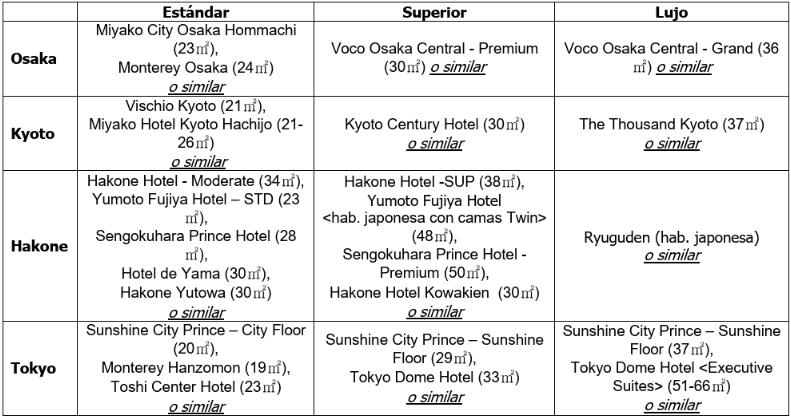 Estándar Superior Lujo
Osaka
Miyako City Osaka Hommachi
(23㎡),
Monterey Osaka (24㎡)
o similar
Voco Osaka Central - Premium
(30㎡) o similar
Voco Osaka Central - Grand (36
㎡) o similar
Kyoto
Vischio Kyoto (21㎡),
Miyako Hotel Kyoto Hachijo (21-
26㎡)
o similar
Kyoto Century Hotel (30㎡)
o similar
The Thousand Kyoto (37㎡)
o similar
Hakone
Hakone Hotel - Moderate (34㎡),
Yumoto Fujiya Hotel – STD (23
㎡),
Sengokuhara Prince Hotel (28
㎡),
Hotel de Yama (30㎡),
Hakone Yutowa (30㎡)
o similar
Hakone Hotel -SUP (38㎡),
Yumoto Fujiya Hotel
<hab. japonesa con camas Twin>
(48㎡),
Sengokuhara Prince Hotel -
Premium (50㎡),
Hakone Hotel Kowakien (30㎡)
o similar
Ryuguden (hab. japonesa)
o similar
Tokyo
Sunshine City Prince – City Floor
(20㎡),
Monterey Hanzomon (19㎡),
Toshi Center Hotel (23㎡)
o similar
Sunshine City Prince – Sunshine
Floor (29㎡),
Tokyo Dome Hotel (33㎡)
o similar
Sunshine City Prince – Sunshine
Floor (37㎡),
Tokyo Dome Hotel <Executive
Suites> (51-66㎡)
o similar